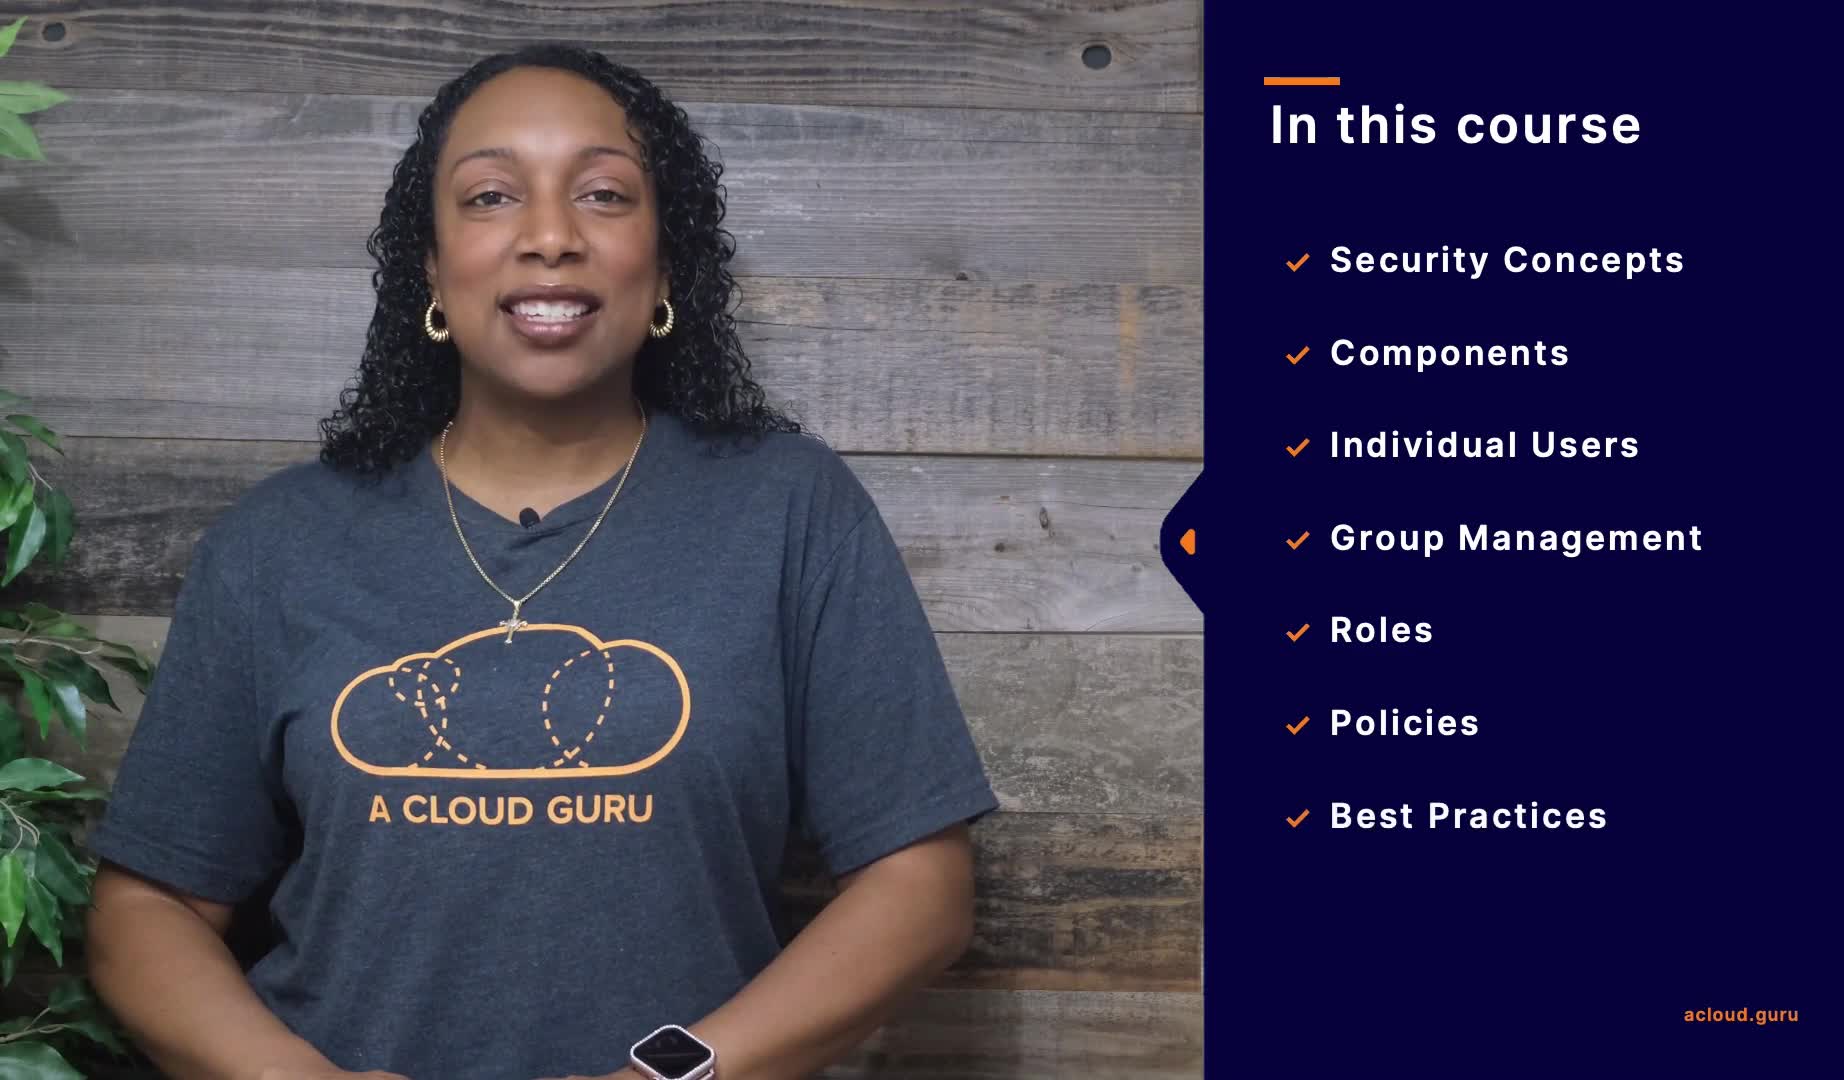 A CLOUD GURU
In this course
Security Concepts
Components
Individual Users
Group Management
Roles
Policies
Best Practices
acloud.guru